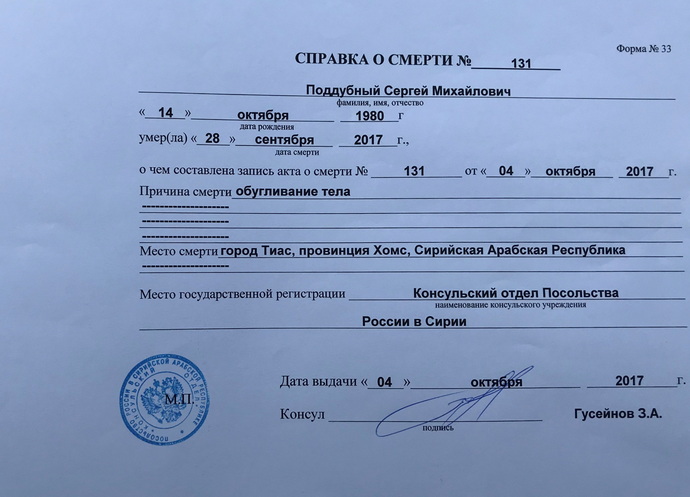 Форма № 33
СПРАВКА О СМЕРТИ № 131
Поддубный Сергей Михайлович
фамилия, имя, отчество
« 14 » октября 1980 г
дата рождения
умер(ла) « 28 » сентября 2017 г.,
дата смерти
о чем составлена запись акта о смерти № 131 от « 04 » октября 2017 г.
Причина смерти обугливание тела
---------------------
---------------------
---------------------
Место смерти город Тиас, провинция Хомс, Сирийская Арабская Республика
---------------------
Место государственной регистрации Консульский отдел Посольства
наименование консульского учреждения
России в Сирии
Дата выдачи « 04 » октября 2017 г.
М.П.
Консул Гусейнов З.А.
подпись